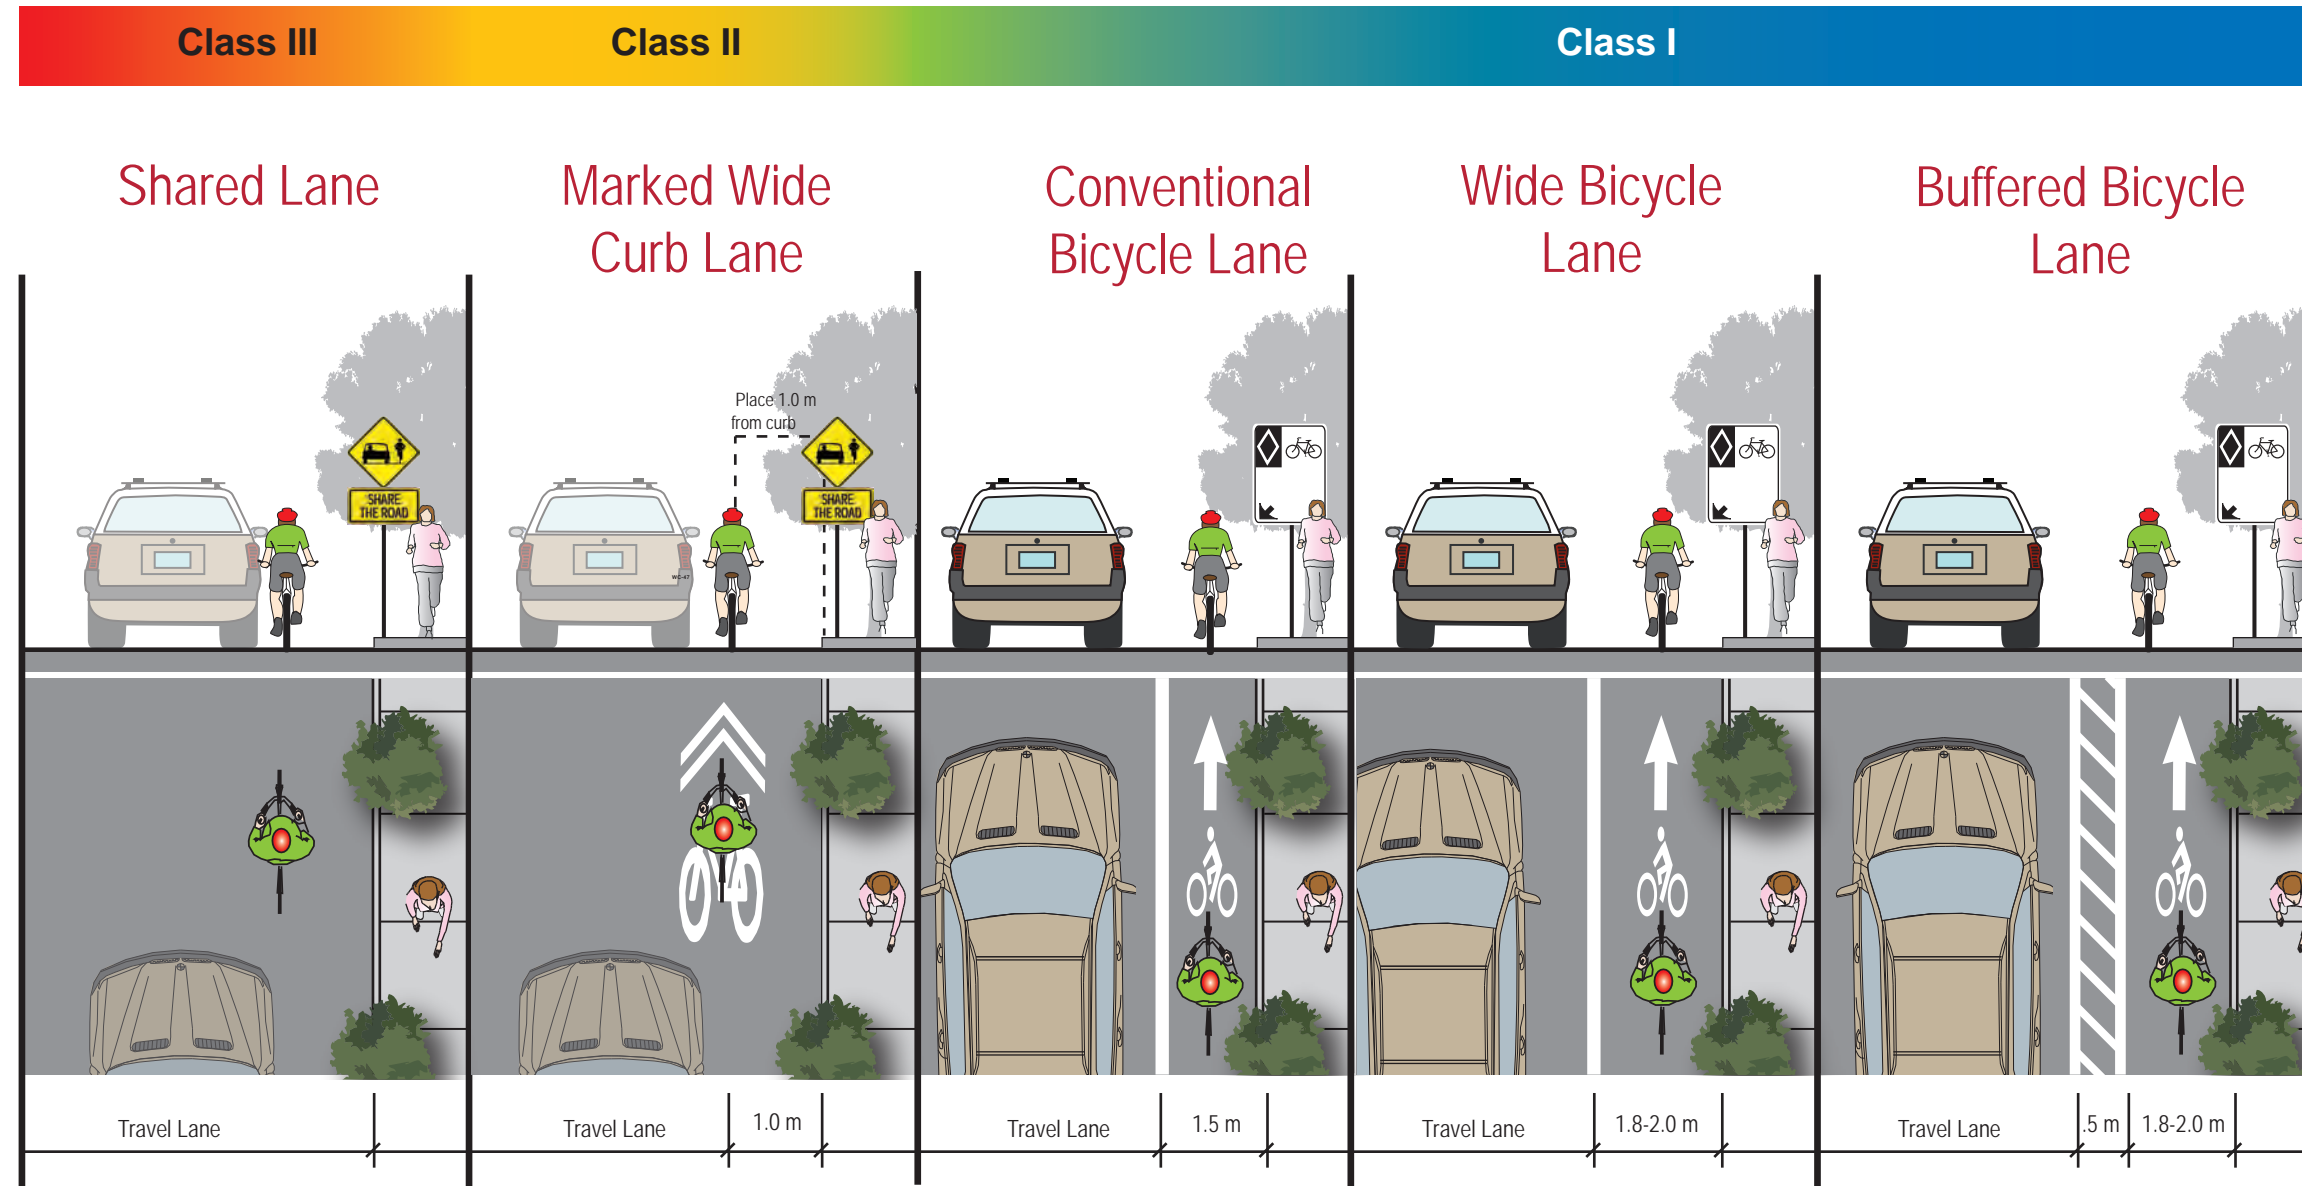 Class III
Class II
Class I
Shared Lane
Marked Wide
Curb Lane
Conventional
Bicycle Lane
Wide Bicycle
Lane
Buffered Bicycle
Lane
SHARE
THE ROAD
Place 1.0 m
from curb
SHARE
THE ROAD
WC-47
Travel Lane
Travel Lane
1.0 m
Travel Lane
1.5 m
Travel Lane
1.8-2.0 m
Travel Lane
.5 m
1.8-2.0 m